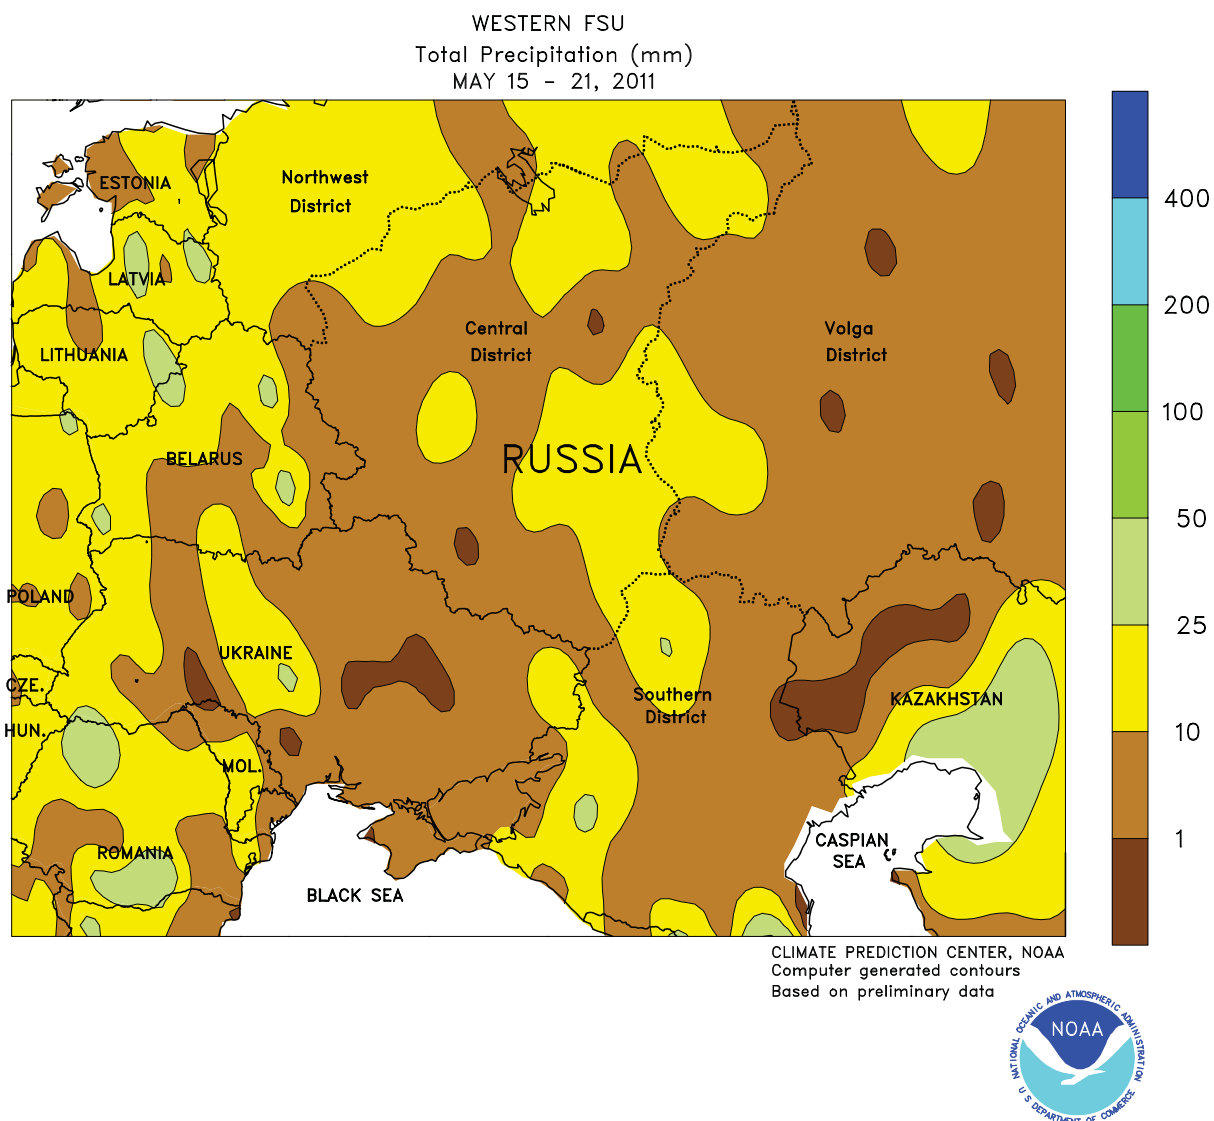 WESTERN FSU
Total Precipitation (mm)
MAY 15 - 21, 2011
ESTONIA
Northwest
District
LATVIA
LITHUANIA
Central
District
Volga
District
RUSSIA
BELARUS
POLAND
UKRAINE
CZE.
Southern
District
KAZAKHSTAN
HUN.
MOL.
ROMANIA
CASPIAN
SEA
BLACK SEA
400
200
100
50
25
10
1
CLIMATE PREDICTION CENTER, NOAA
Computer generated contours
Based on preliminary data
NATIONAL OCEANIC AND ATMOSPHERIC ADMINISTRATION
NOAA
U S DEPARTMENT OF COMMERCE